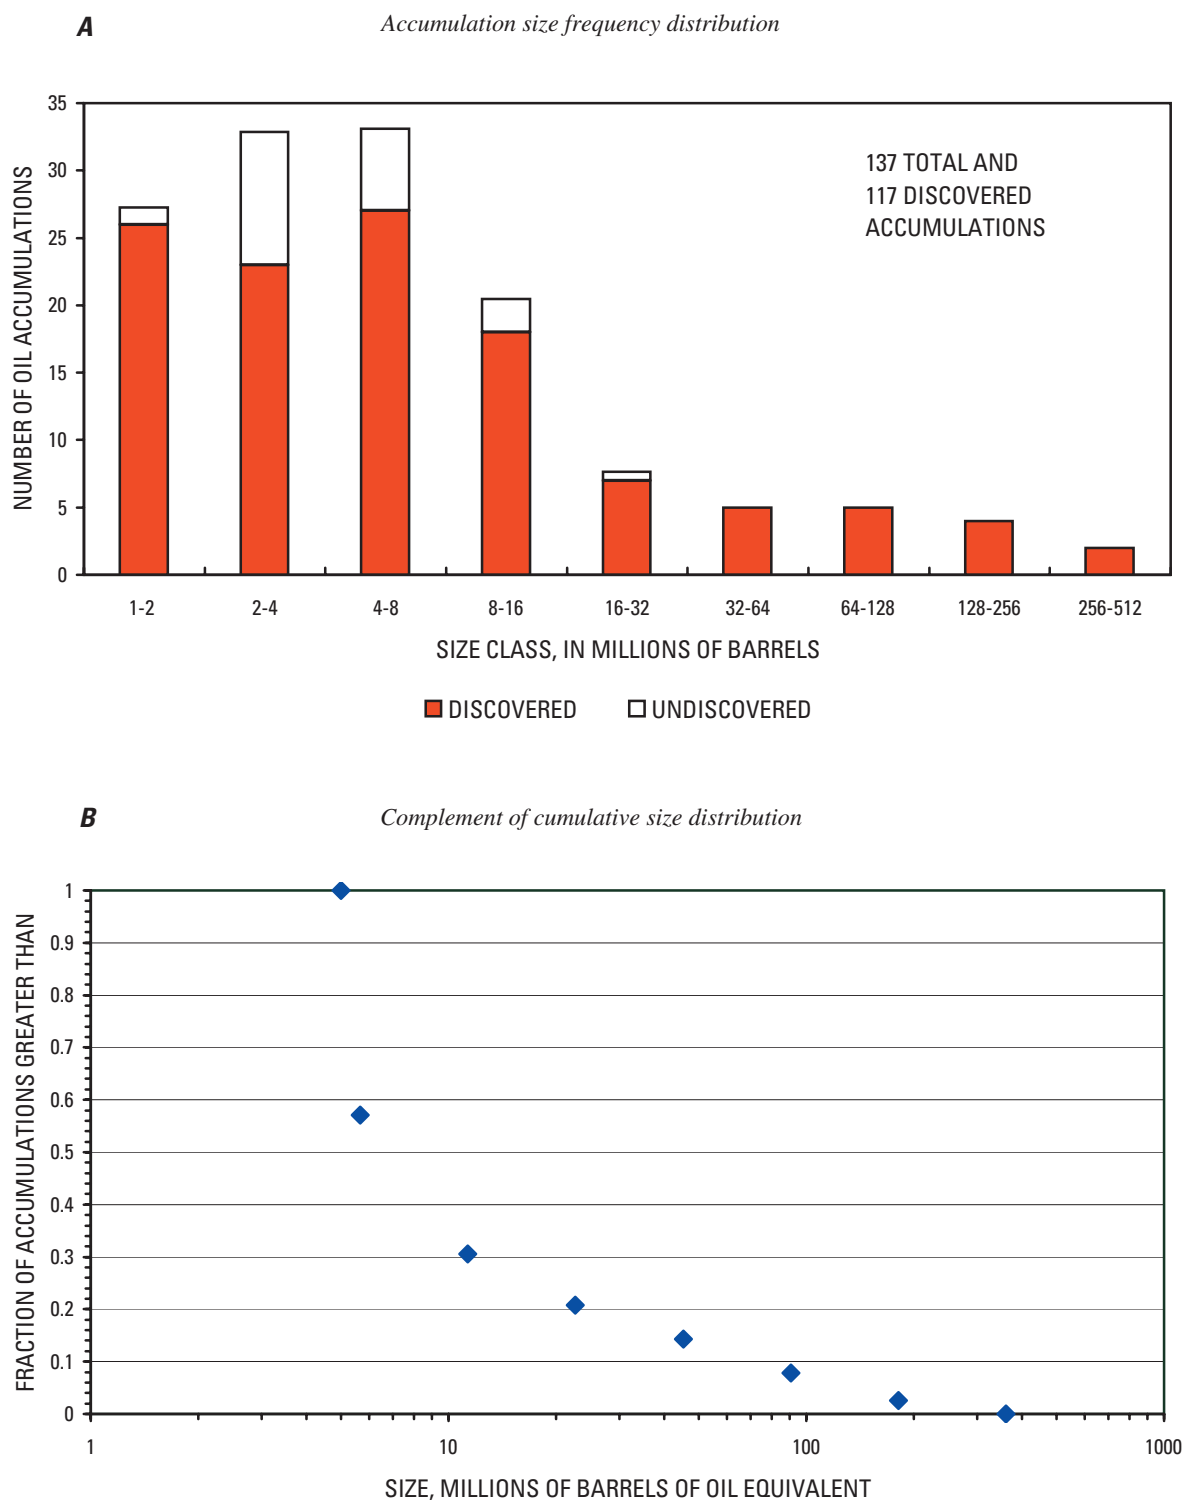 A
Accumulation size frequency distribution
NUMBER OF OIL ACCUMULATIONS
35
30
25
20
15
10
5
0
137 TOTAL AND
117 DISCOVERED
ACCUMULATIONS
1-2 2-4 4-8 8-16 16-32 32-64 64-128 128-256 256-512
SIZE CLASS, IN MILLIONS OF BARRELS
DISCOVERED UNDISCOVERED
B
Complement of cumulative size distribution
FRACTION OF ACCUMULATIONS GREATER THAN
1
0.9
0.8
0.7
0.6
0.5
0.4
0.3
0.2
0.1
0
1 10 100 1000
SIZE, MILLIONS OF BARRELS OF OIL EQUIVALENT